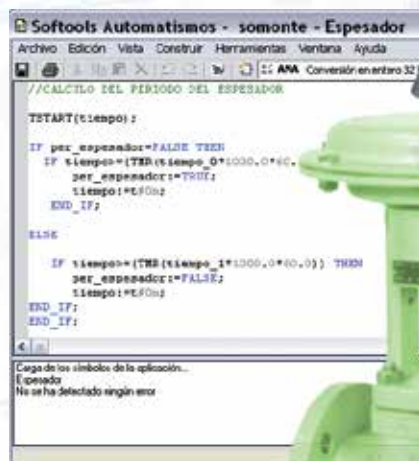 Softools Automatismos - somonte - Espesador
Archivo Edición Vista Construir Herramientas Ventana Ayuda
ANA Conversión en entero 32
//CALCULO DEL PERIODO DEL ESPESADOR
TSTART(tiempo);
IF per_espesador=FALSE THEN
IF tiempo>=(TMR(tiempo_0*1000.0*60.
per_espesador:=TRUE;
tiempo:=t#0m;
END_IF;
ELSE
IF tiempo>=(TMR(tiempo_1*1000.0*60.0)) THEN
per_espesador:=FALSE;
tiempo:=t#0m;
END_IF;
END_IF;
Carga de los símbolos de la aplicación...
Espesador
No se ha detectado ningún error